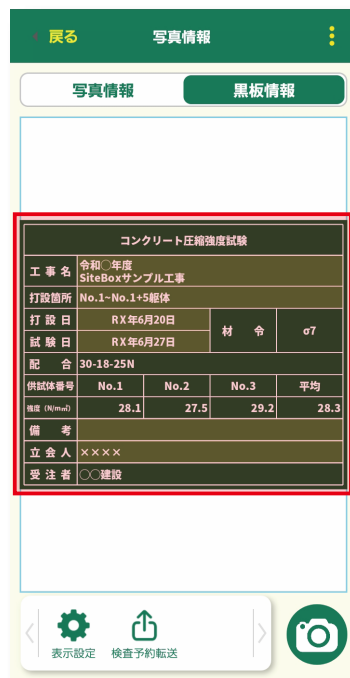 戻る
写真情報
写真情報
黒板情報
コンクリート圧縮強度試験
工事名
令和○年度
SiteBoxサンプル工事
打設箇所
No.1~No.1+5躯体
打設日
RX年6月20日
材 令
σ7
試験日
RX年6月27日
配 合
30-18-25N
供試体番号
No.1
No.2
No.3
平均
強度 (N/m㎡)
28.1
27.5
29.2
28.3
備 考
立会人
××××
受注者
○○建設
表示設定
検査予約転送